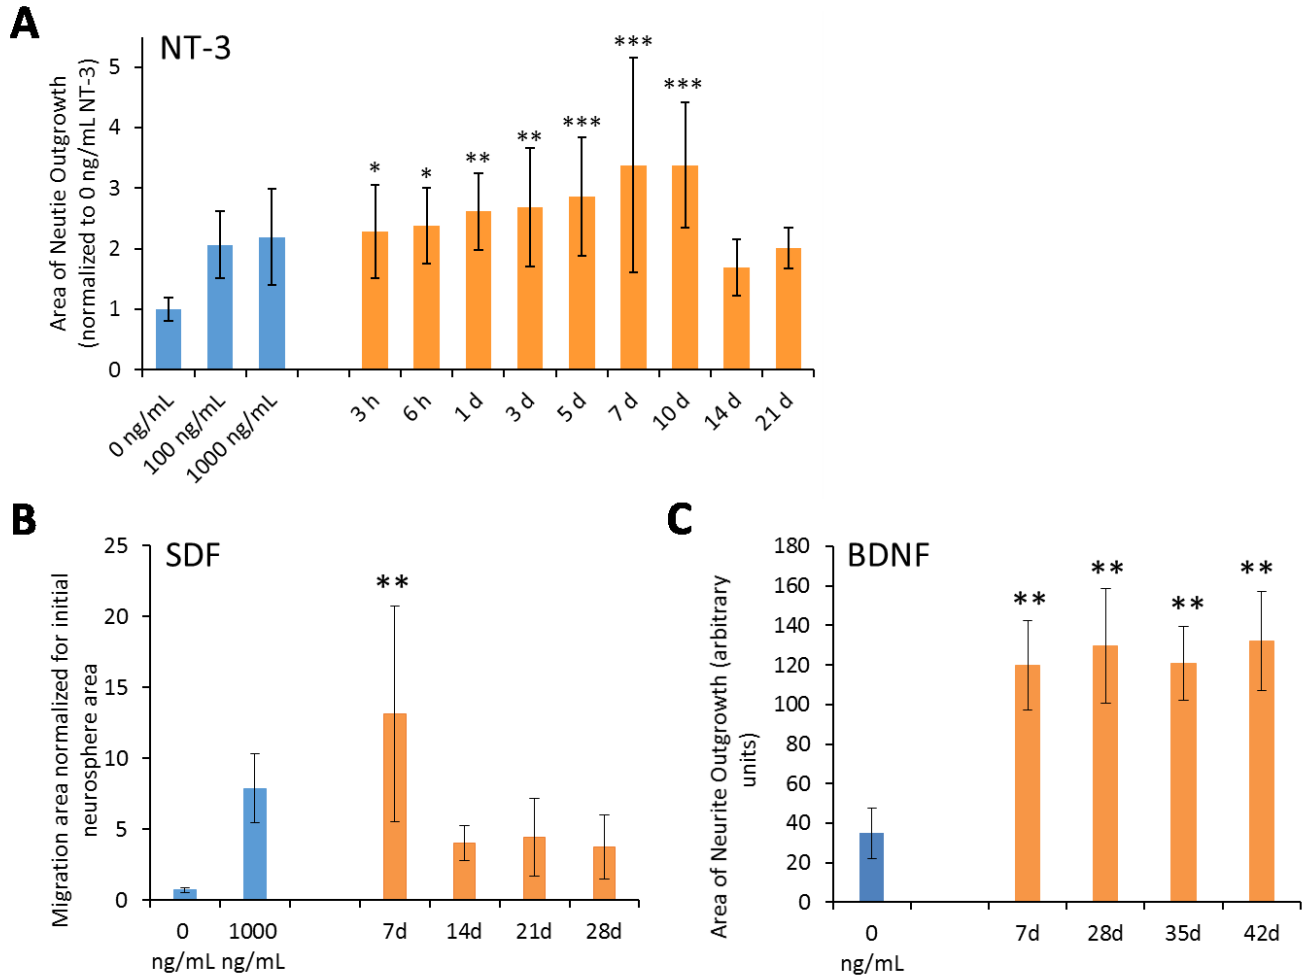 A
NT-3
Area of Neutie Outgrowth
(normalized to 0 ng/mL NT-3)
5
4
3
2
1
0
*
*
**
**
***
***
***
0 ng/mL
100 ng/mL
1000 ng/mL
3 h
6 h
1 d
3 d
5 d
7 d
10 d
14 d
21 d
B
SDF
Migration area normalized for initial
neurosphere area
25
20
15
10
5
0
**
0
ng/mL
1000
ng/mL
7d
14d
21d
28d
C
BDNF
Area of Neurite Outgrowth (arbitrary
units)
180
160
140
120
100
80
60
40
20
0
**
**
**
**
0
ng/mL
7d
28d
35d
42d